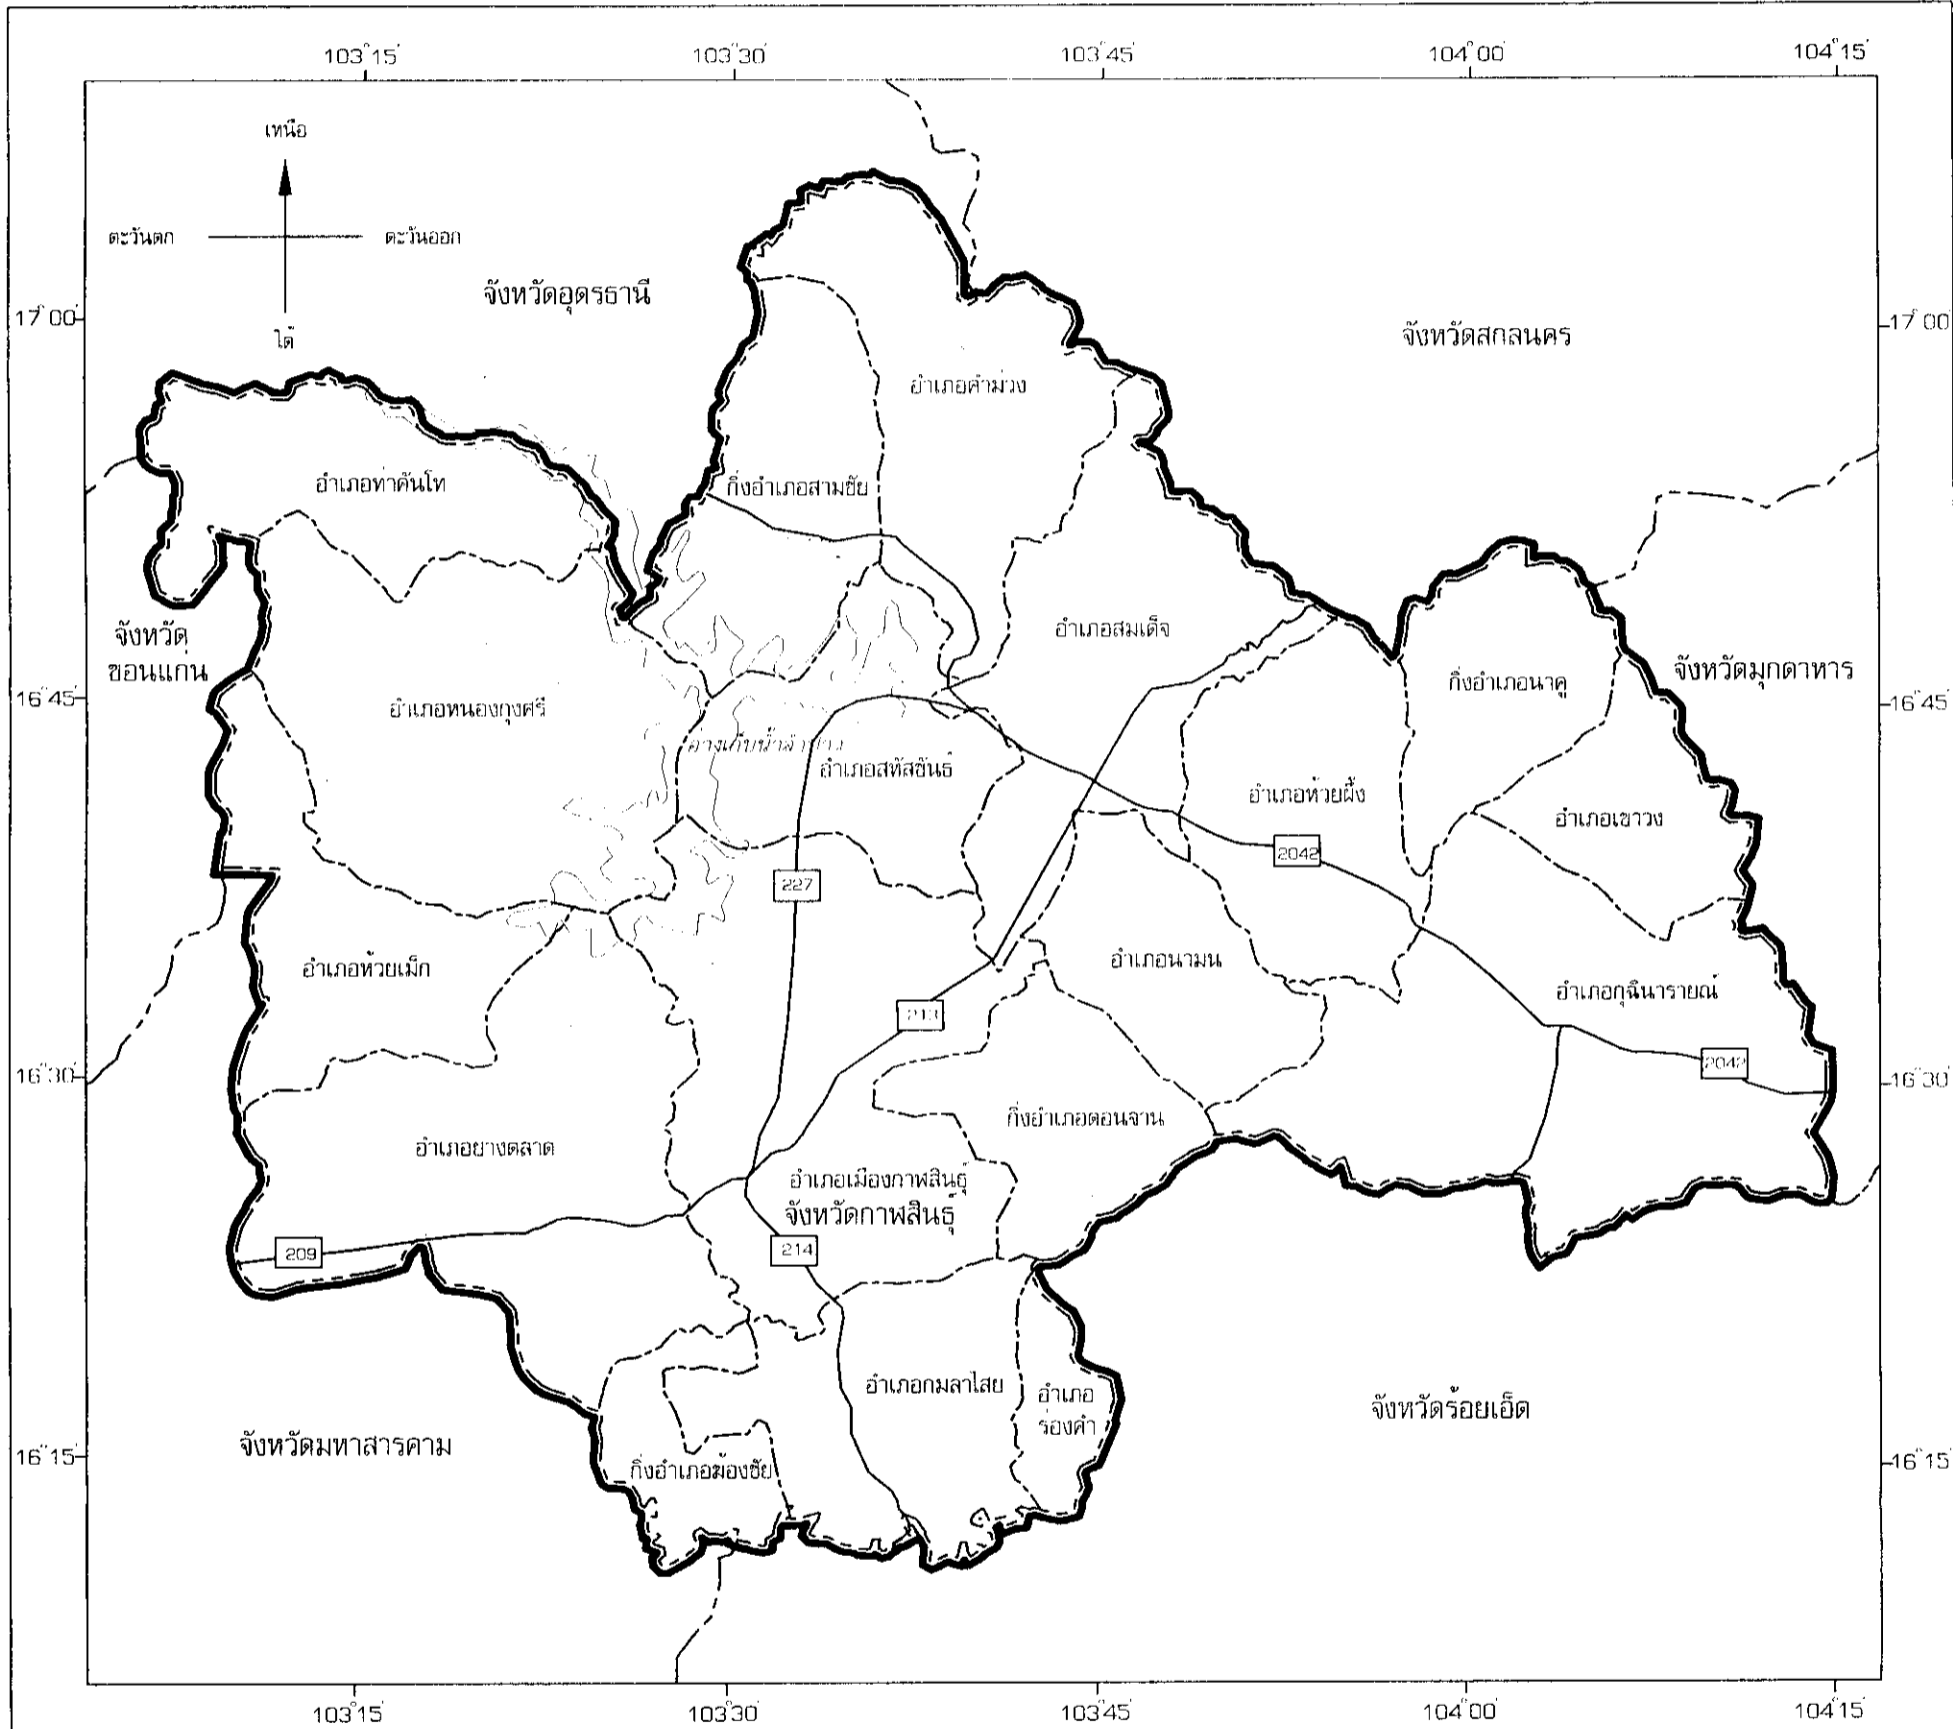 103°15' 103°30' 103°45' 104°00' 104°15'
เหนือ
ตะวันตก ตะวันออก
ใต้
จังหวัดอุดรธานี
17°00' 17°00'
จังหวัดสกลนคร
อำเภอคำม่วง
อำเภอท่าคันโท
กิ่งอำเภอสามชัย
จังหวัด
ขอนแก่น
อำเภอสมเด็จ
จังหวัดมุกดาหาร
กิ่งอำเภอนาคู
16°45' 16°45'
อำเภอหนองกุงศรี
อ่างเก็บน้ำลำปาว
อำเภอสหัสขันธ์
อำเภอห้วยผึ้ง
อำเภอเขาวง
2042
227
อำเภอห้วยเม็ก
อำเภอนามน
อำเภอกุฉินารายณ์
213
2042
16°30' 16°30'
กิ่งอำเภอดอนจาน
อำเภอยางตลาด
อำเภอเมืองกาฬสินธุ์
จังหวัดกาฬสินธุ์
209
214
อำเภอกมลาไสย
อำเภอ
ร่องคำ
จังหวัดร้อยเอ็ด
จังหวัดมหาสารคาม
16°15' 16°15'
กิ่งอำเภอฆ้องชัย
103°15' 103°30' 103°45' 104°00' 104°15'